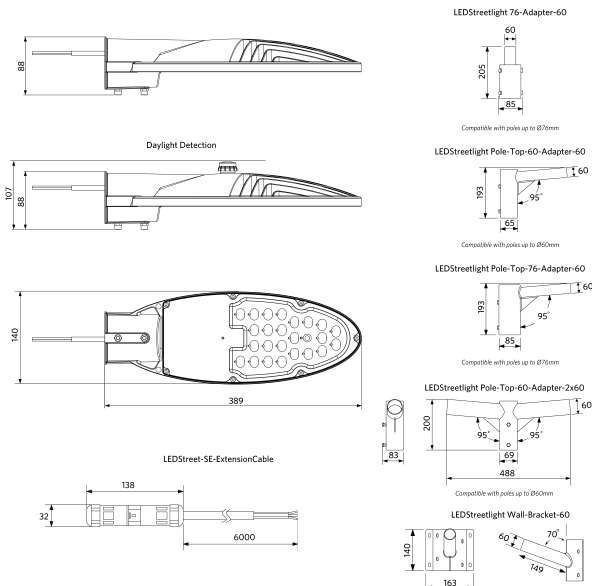 88
Daylight Detection
107
88
140
389
LEDStreet-SE-ExtensionCable
138
32
6000
LEDStreetlight 76-Adapter-60
60
205
85
Compatible with poles up to Ø76mm
LEDStreetlight Pole-Top-60-Adapter-60
193
60
95°
65
Compatible with poles up to Ø60mm
LEDStreetlight Pole-Top-76-Adapter-60
193
60
95°
85
Compatible with poles up to Ø76mm
LEDStreetlight Pole-Top-60-Adapter-2x60
200
60
95°
95°
83
69
488
Compatible with poles up to Ø60mm
LEDStreetlight Wall-Bracket-60
140
60
70°
149
163